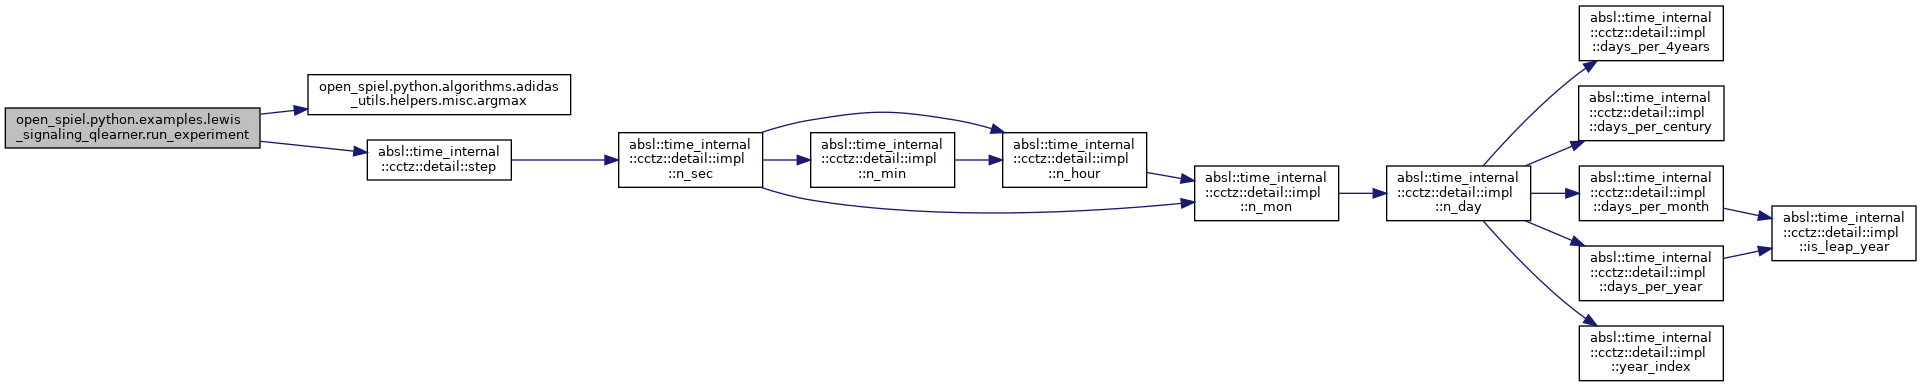 open_spiel.python.examples.lewis
_signaling_qlearner.run_experiment
open_spiel.python.algorithms.adidas
_utils.helpers.misc.argmax
absl::time_internal
::cctz::detail::step
absl::time_internal
::cctz::detail::impl
::n_sec
absl::time_internal
::cctz::detail::impl
::n_min
absl::time_internal
::cctz::detail::impl
::n_hour
absl::time_internal
::cctz::detail::impl
::n_mon
absl::time_internal
::cctz::detail::impl
::n_day
absl::time_internal
::cctz::detail::impl
::days_per_4years
absl::time_internal
::cctz::detail::impl
::days_per_century
absl::time_internal
::cctz::detail::impl
::days_per_month
absl::time_internal
::cctz::detail::impl
::days_per_year
absl::time_internal
::cctz::detail::impl
::year_index
absl::time_internal
::cctz::detail::impl
::is_leap_year